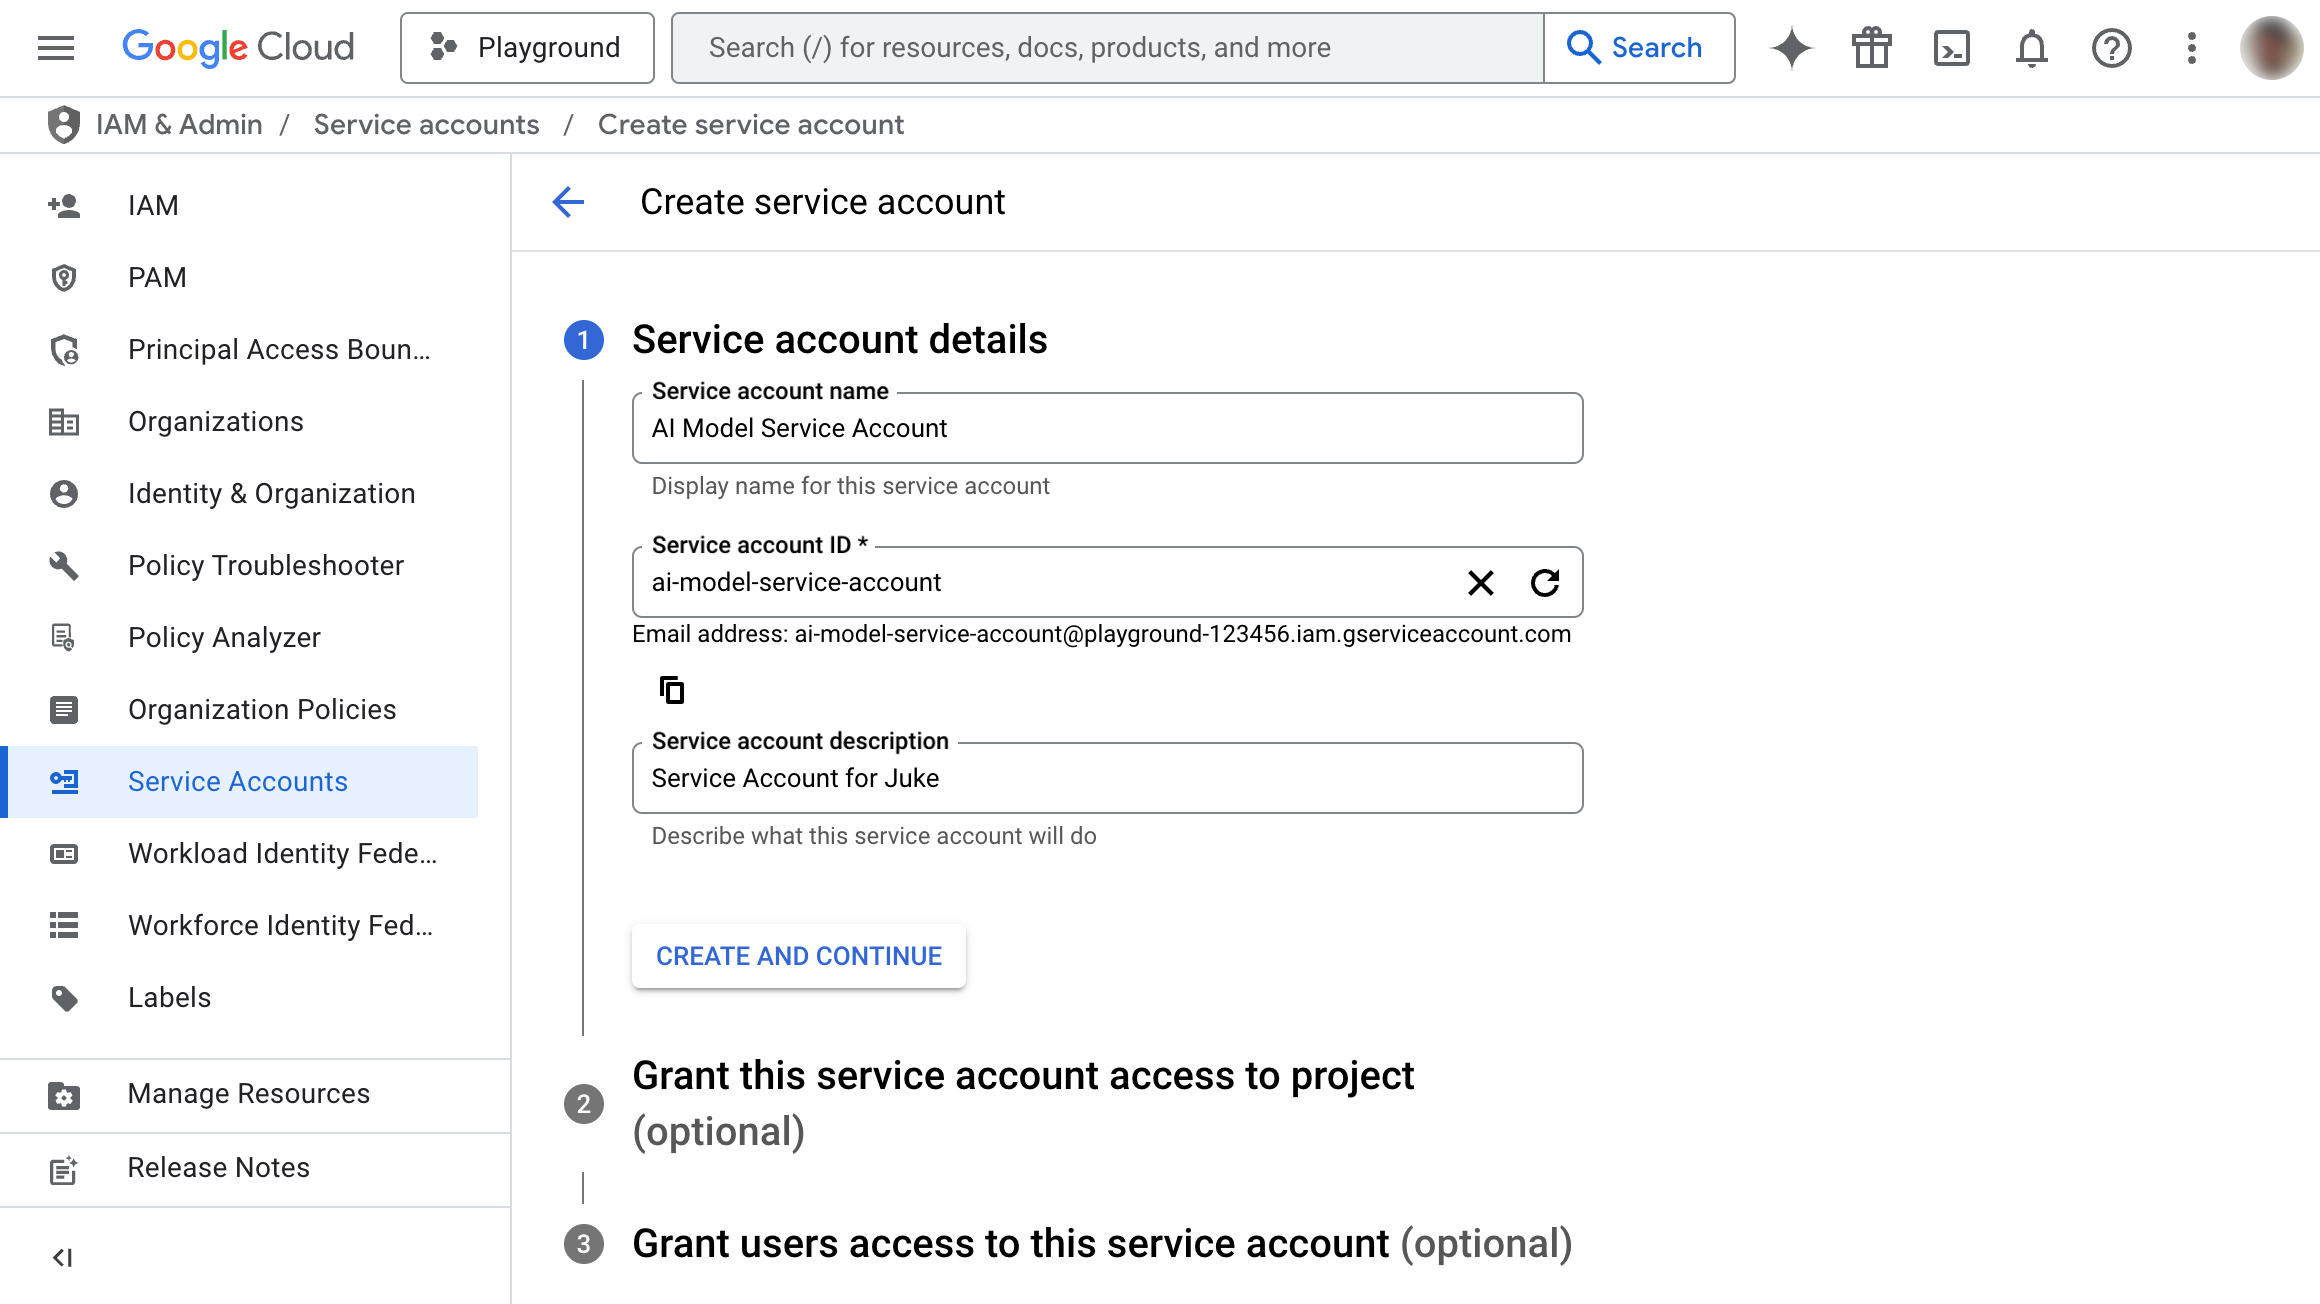 Google Cloud
Playground
Search (/) for resources, docs, products, and more
Search
IAM & Admin / Service accounts / Create service account
IAM
PAM
Principal Access Boun...
Organizations
Identity & Organization
Policy Troubleshooter
Policy Analyzer
Organization Policies
Service Accounts
Workload Identity Fede...
Workforce Identity Fed...
Labels
Manage Resources
Release Notes
Create service account
1 Service account details
Service account name
AI Model Service Account
Display name for this service account
Service account ID *
ai-model-service-account
Email address: ai-model-service-account@playground-123456.iam.gserviceaccount.com
Service account description
Service Account for Juke
Describe what this service account will do
CREATE AND CONTINUE
2 Grant this service account access to project
(optional)
3 Grant users access to this service account (optional)